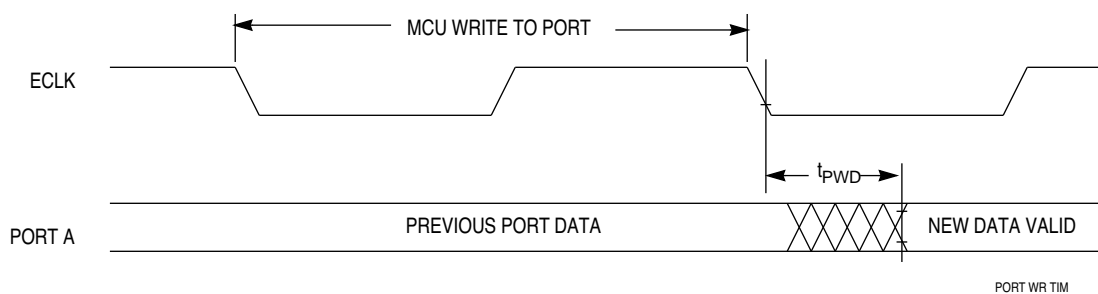 MCU WRITE TO PORT
ECLK
tPWD
PREVIOUS PORT DATA
NEW DATA VALID
PORT A
PORT WR TIM